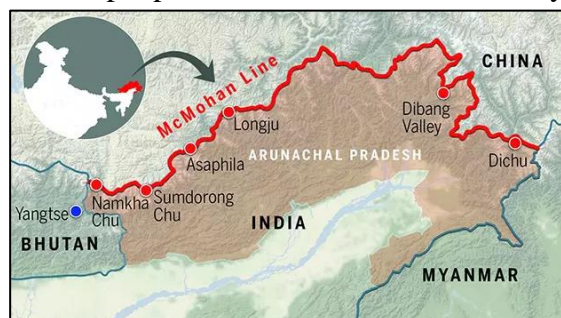 CHINA
McMohan Line
Dibang
Valley
Longju
Asaphila
ARUNACHAL PRADESH
Dichu
Namkha
Chu
Sumdorong
Chu
Yangtse
INDIA
BHUTAN
MYANMAR